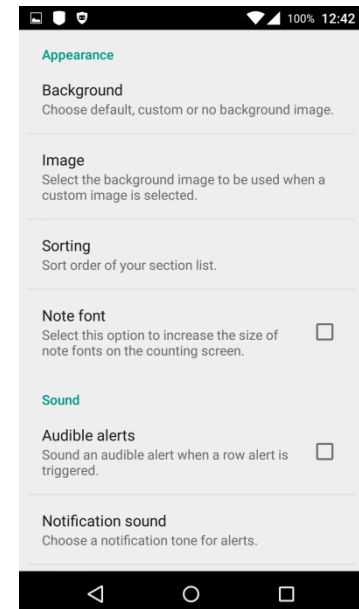 100% 12:42
Appearance
Background
Choose default, custom or no background image.
Image
Select the background image to be used when a
custom image is selected.
Sorting
Sort order of your section list.
Note font
Select this option to increase the size of
note fonts on the counting screen.
Sound
Audible alerts
Sound an audible alert when a row alert is
triggered.
Notification sound
Choose a notification tone for alerts.